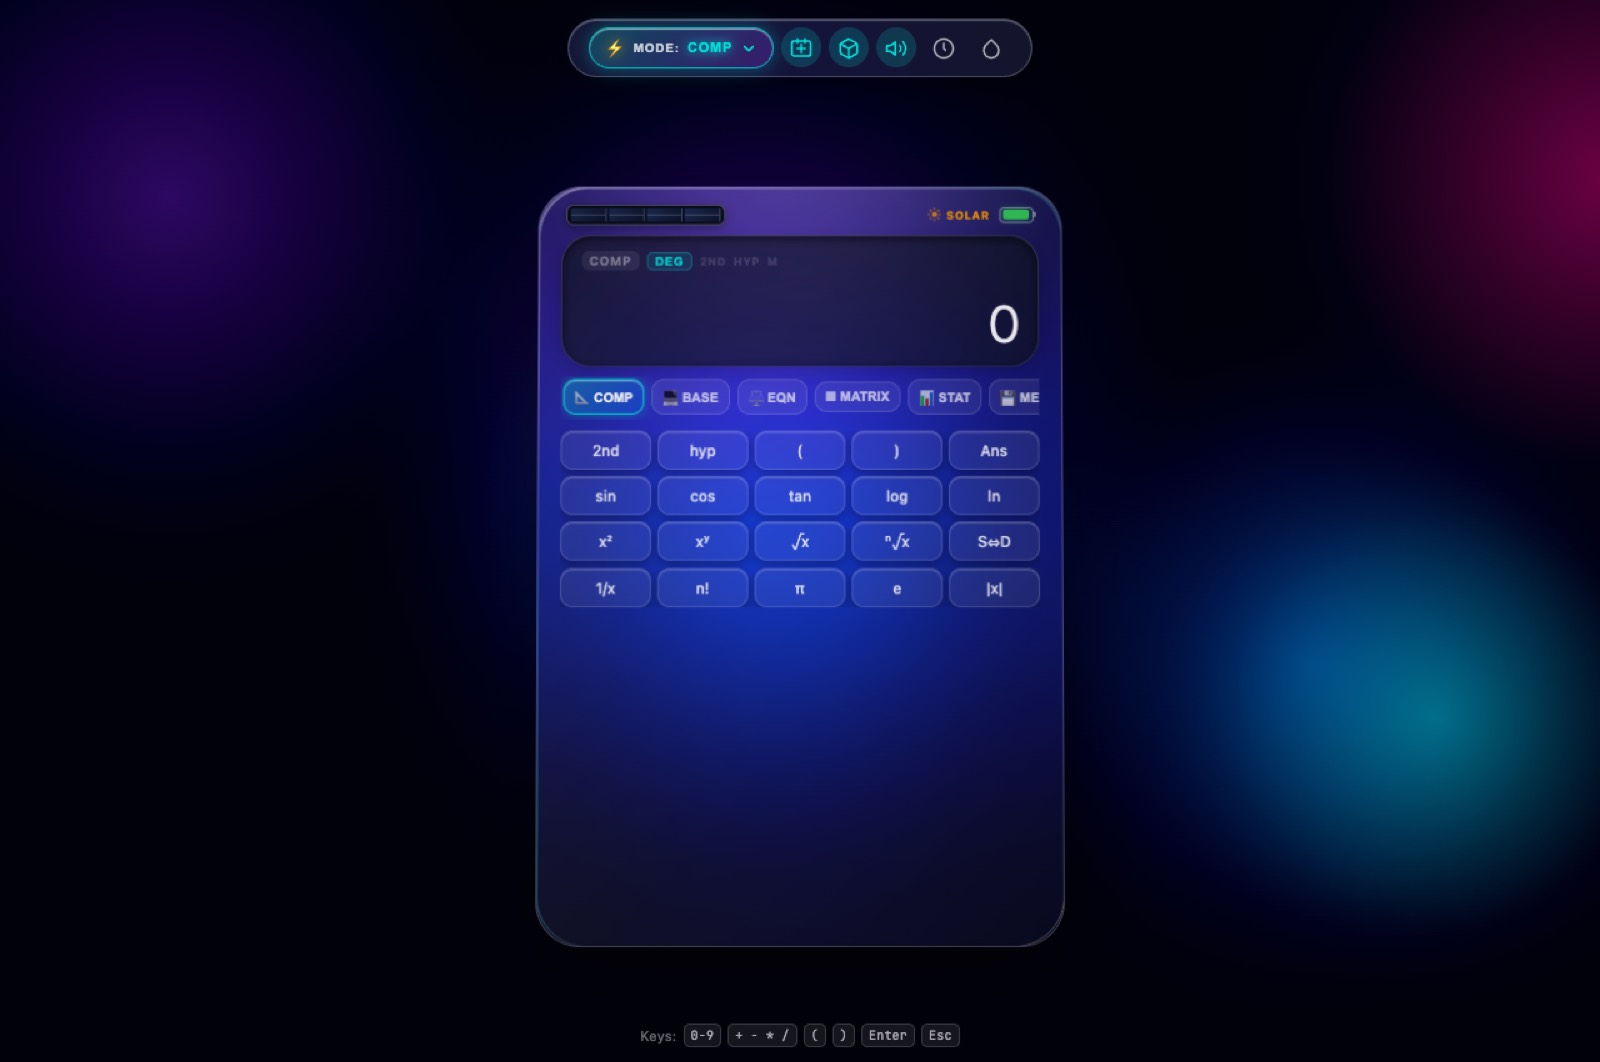 ⚡ MODE: COMP
☀ SOLAR
COMP DEG 2ND HYP M
0
📐 COMP 💻 BASE ⚖️ EQN ▦ MATRIX 📊 STAT 💾 ME
2nd hyp ( ) Ans
sin cos tan log ln
x² xʸ √x ⁿ√x S⇔D
1/x n! π e |x|
Keys: 0-9 + - * / ( ) Enter Esc